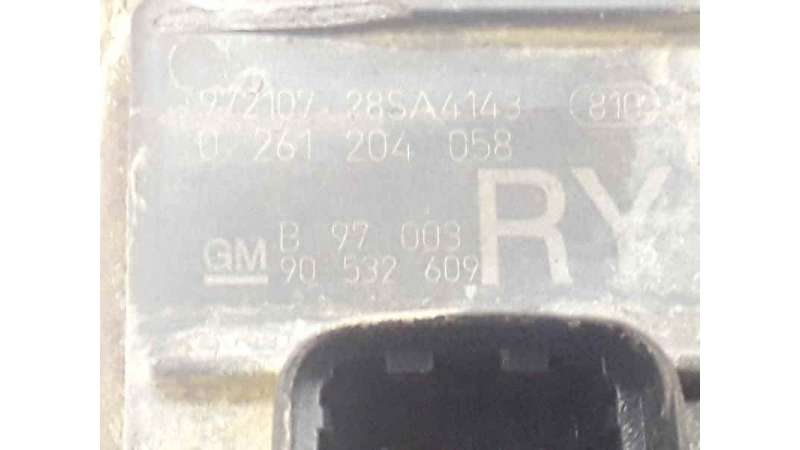 972107 28SA4143 810
0 261 204 058
RY
B 97 003
GM 90 532 609